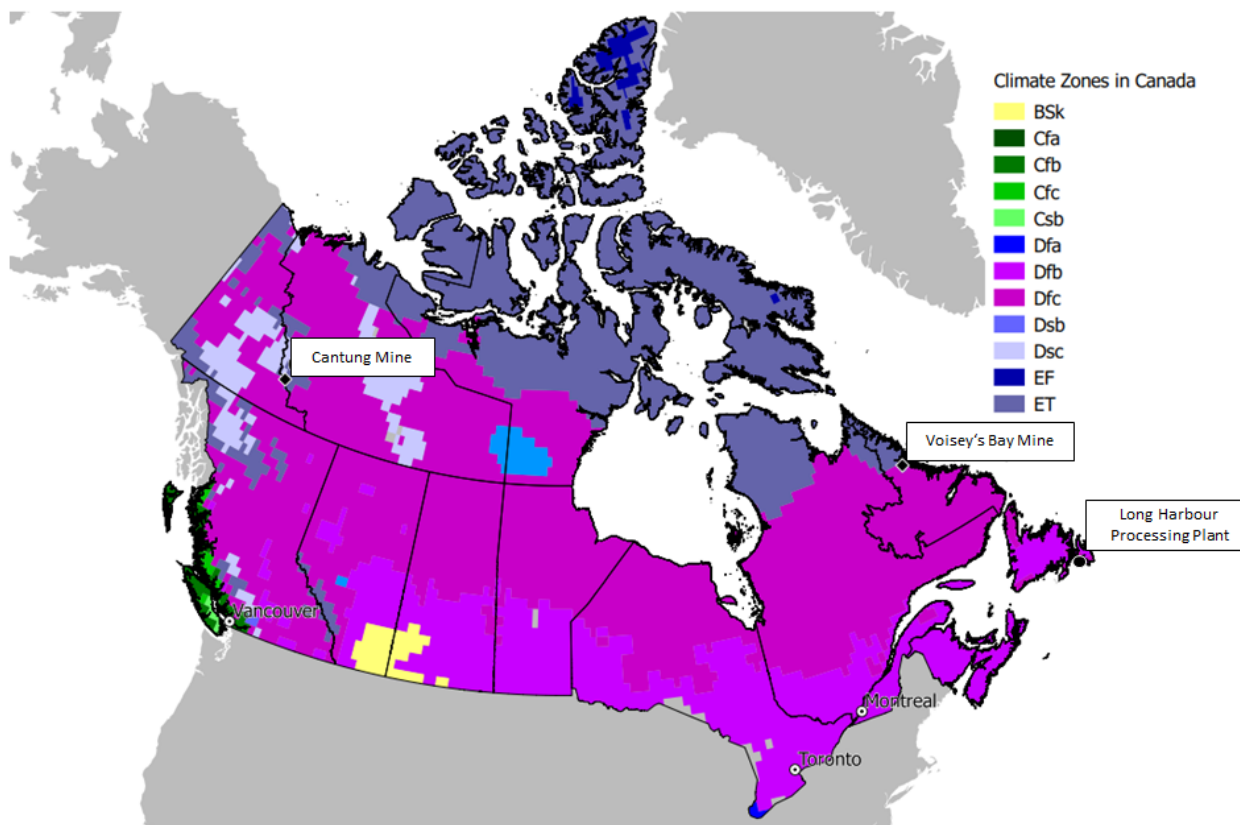 Climate Zones in Canada
BSk
Cfa
Cfb
Cfc
Csb
Dfa
Dfb
Dfc
Dsb
Dsc
EF
ET
Cantung Mine
Voisey's Bay Mine
Long Harbour
Processing Plant
Vancouver
Montreal
Toronto